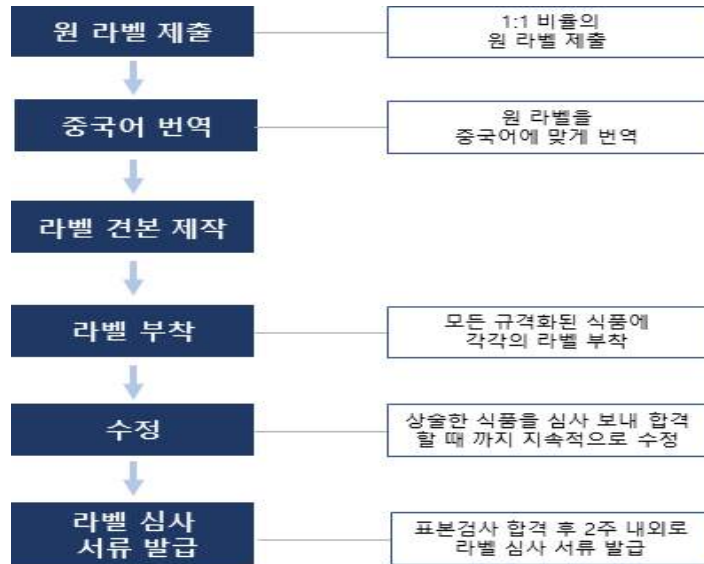 원 라벨 제출
1:1 비율의
원 라벨 제출
중국어 번역
원 라벨을
중국어에 맞게 번역
라벨 견본 제작
라벨 부착
모든 규격화된 식품에
각각의 라벨 부착
수정
상술한 식품을 심사 보내 합격
할 때 까지 지속적으로 수정
라벨 심사
서류 발급
표본검사 합격 후 2주 내외로
라벨 심사 서류 발급